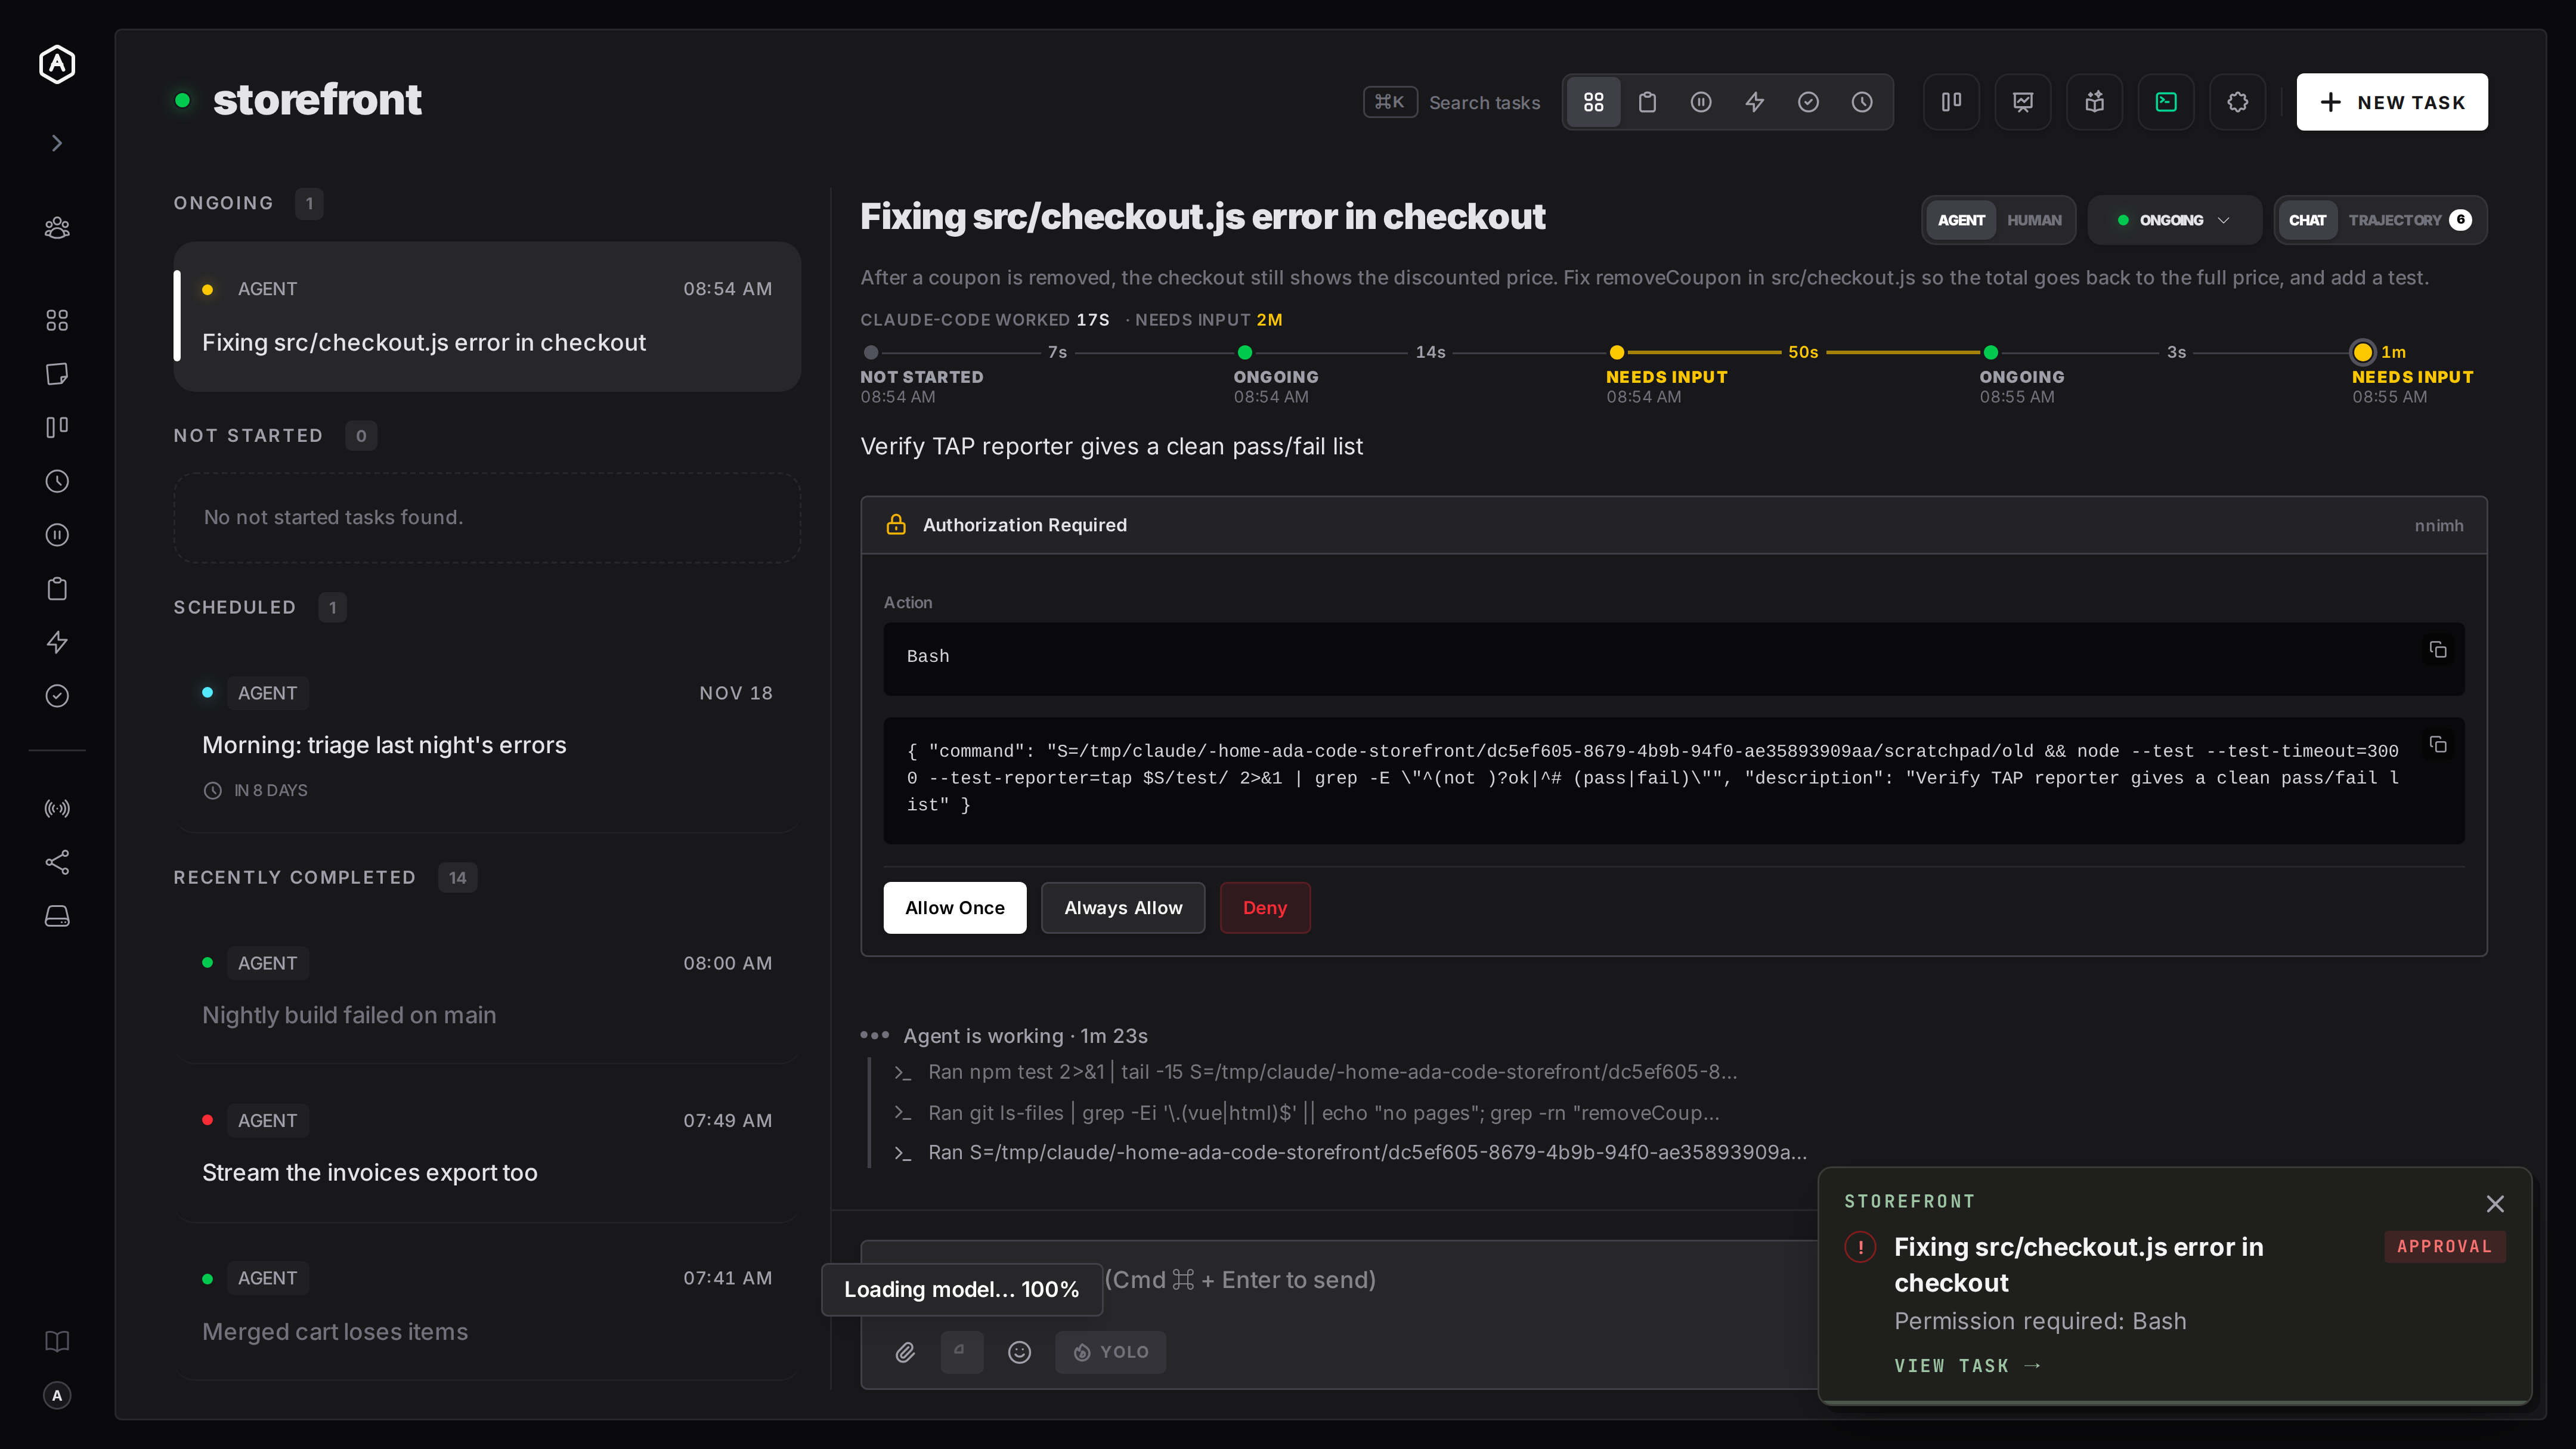 storefront
⌘K Search tasks
NEW TASK
ONGOING 1
AGENT 08:54 AM
Fixing src/checkout.js error in checkout
NOT STARTED 0
No not started tasks found.
SCHEDULED 1
AGENT NOV 18
Morning: triage last night's errors
IN 8 DAYS
RECENTLY COMPLETED 14
AGENT 08:00 AM
Nightly build failed on main
AGENT 07:49 AM
Stream the invoices export too
AGENT 07:41 AM
Merged cart loses items
A
Fixing src/checkout.js error in checkout
AGENT HUMAN
ONGOING
CHAT TRAJECTORY 6
After a coupon is removed, the checkout still shows the discounted price. Fix removeCoupon in src/checkout.js so the total goes back to the full price, and add a test.
CLAUDE-CODE WORKED 17S · NEEDS INPUT 2M
7s 14s 50s 3s 1m
NOT STARTED ONGOING NEEDS INPUT ONGOING NEEDS INPUT
08:54 AM 08:54 AM 08:54 AM 08:55 AM 08:55 AM
Verify TAP reporter gives a clean pass/fail list
Authorization Required nnimh
Action
Bash
{ "command": "S=/tmp/claude/-home-ada-code-storefront/dc5ef605-8679-4b9b-94f0-ae35893909aa/scratchpad/old && node --test --test-timeout=300
0 --test-reporter=tap $S/test/ 2>&1 | grep -E \"^(not )?ok|^# (pass|fail)\"", "description": "Verify TAP reporter gives a clean pass/fail l
ist" }
Allow Once Always Allow Deny
Agent is working · 1m 23s
Ran npm test 2>&1 | tail -15 S=/tmp/claude/-home-ada-code-storefront/dc5ef605-8...
Ran git ls-files | grep -Ei '\.(vue|html)$' || echo "no pages"; grep -rn "removeCoup...
Ran S=/tmp/claude/-home-ada-code-storefront/dc5ef605-8679-4b9b-94f0-ae35893909a...
Loading model... 100%
(Cmd ⌘ + Enter to send)
YOLO
STOREFRONT
Fixing src/checkout.js error in
checkout
APPROVAL
Permission required: Bash
VIEW TASK →